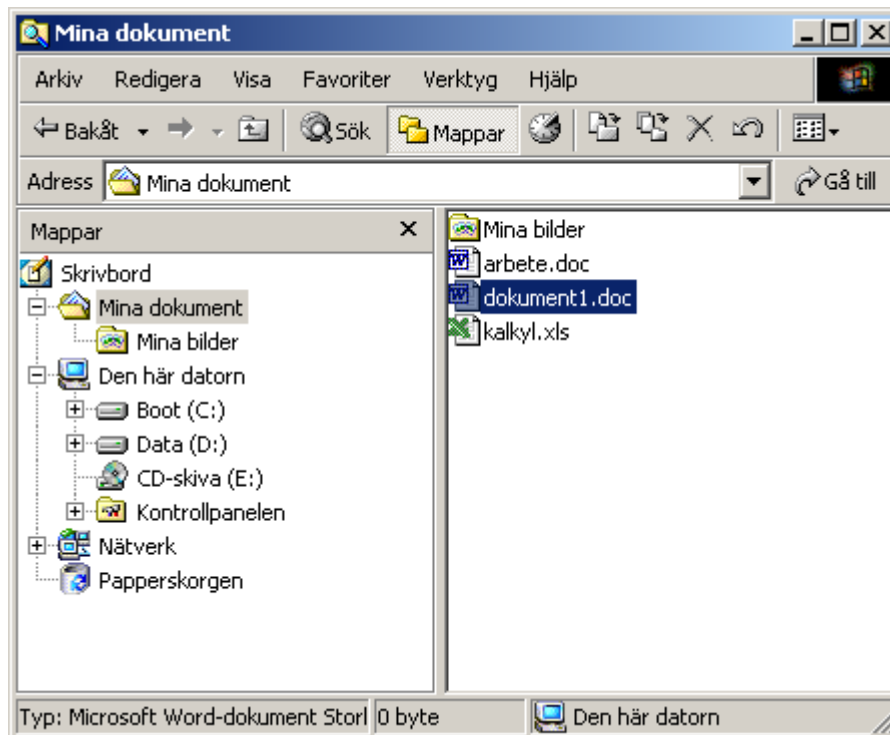 Mina dokument
Arkiv Redigera Visa Favoriter Verktyg Hjälp
Bakåt Sök Mappar
Adress Mina dokument Gå till
Mappar
Skrivbord
Mina dokument
Mina bilder
Den här datorn
Boot (C:)
Data (D:)
CD-skiva (E:)
Kontrollpanelen
Nätverk
Papperskorgen
Mina bilder
arbete.doc
dokument1.doc
kalkyl.xls
Typ: Microsoft Word-dokument Storl 0 byte Den här datorn